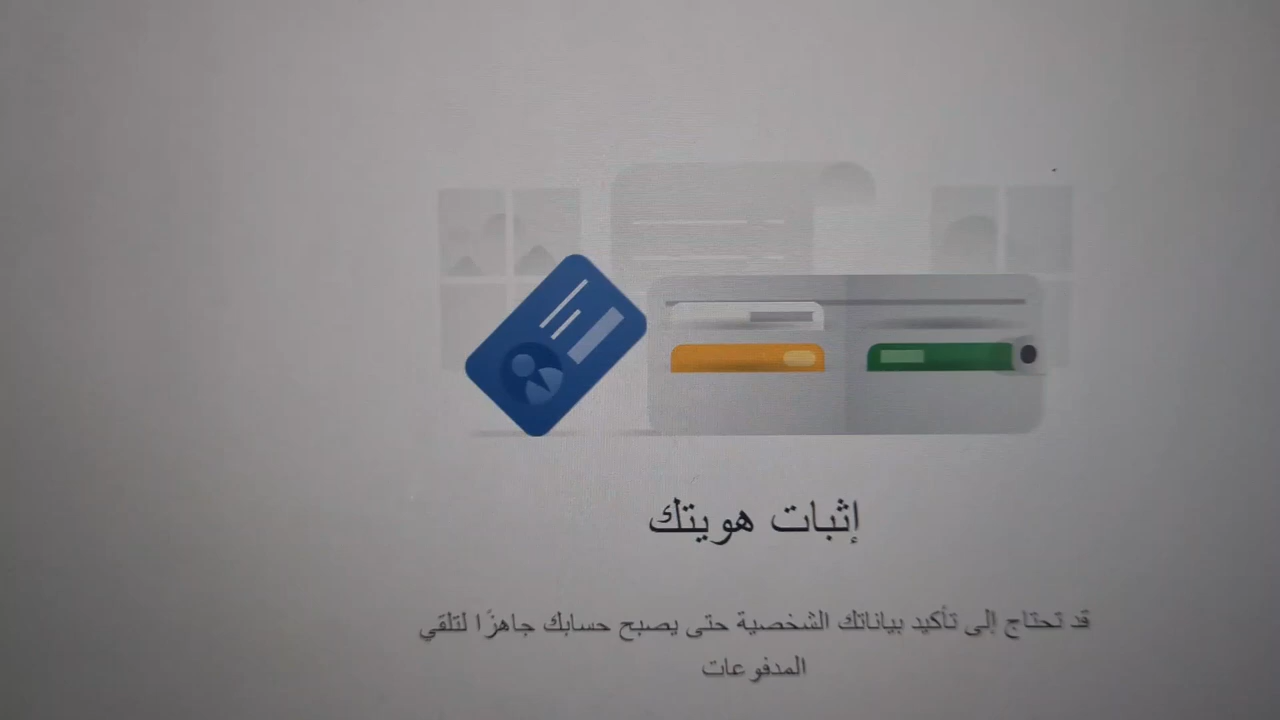 إثبات هويتك
قد تحتاج إلى تأكيد بياناتك الشخصية حتى يصبح حسابك جاهزًا لتلقي
المدفوعات